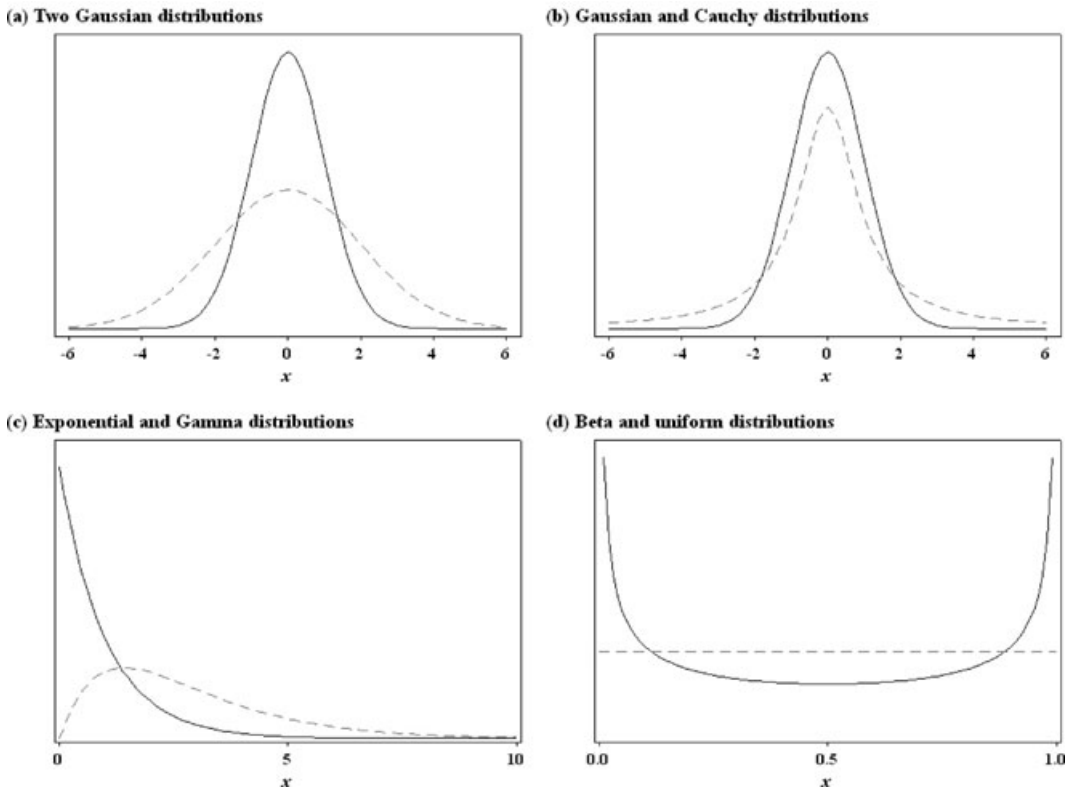 (a) Two Gaussian distributions
(b) Gaussian and Cauchy distributions
-6 -4 -2 0 2 4 6
x
-6 -4 -2 0 2 4 6
x
(c) Exponential and Gamma distributions
(d) Beta and uniform distributions
0 5 10
x
0.0 0.5 1.0
x